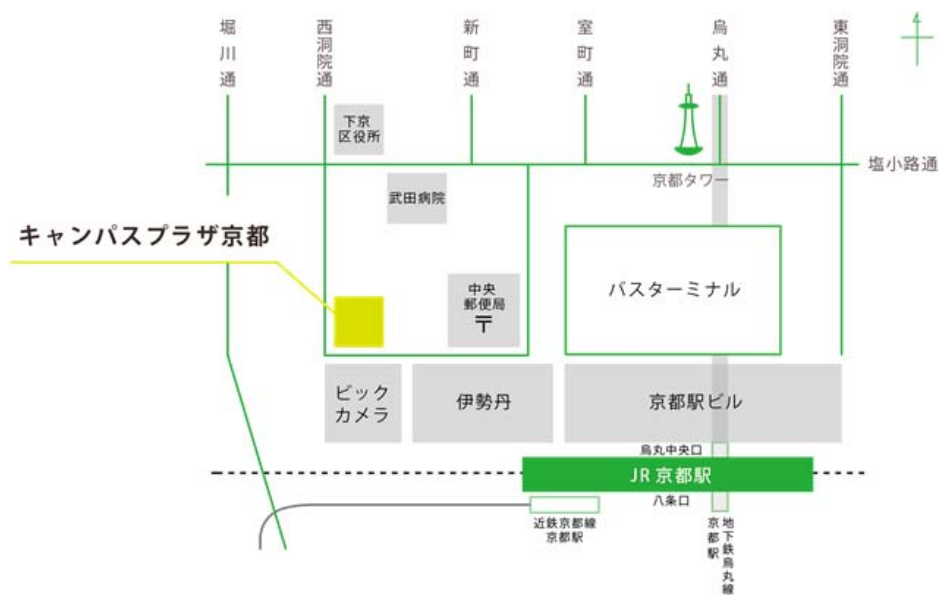 堀川通
西洞院通
新町通
室町通
烏丸通
東洞院通
下京
区役所
塩小路通
京都タワー
武田病院
キャンパスプラザ京都
中央
郵便局
〒
バスターミナル
ビック
カメラ
伊勢丹
京都駅ビル
烏丸中央口
JR 京都駅
八条口
近鉄京都線
京都駅
地下鉄烏丸線
京都駅